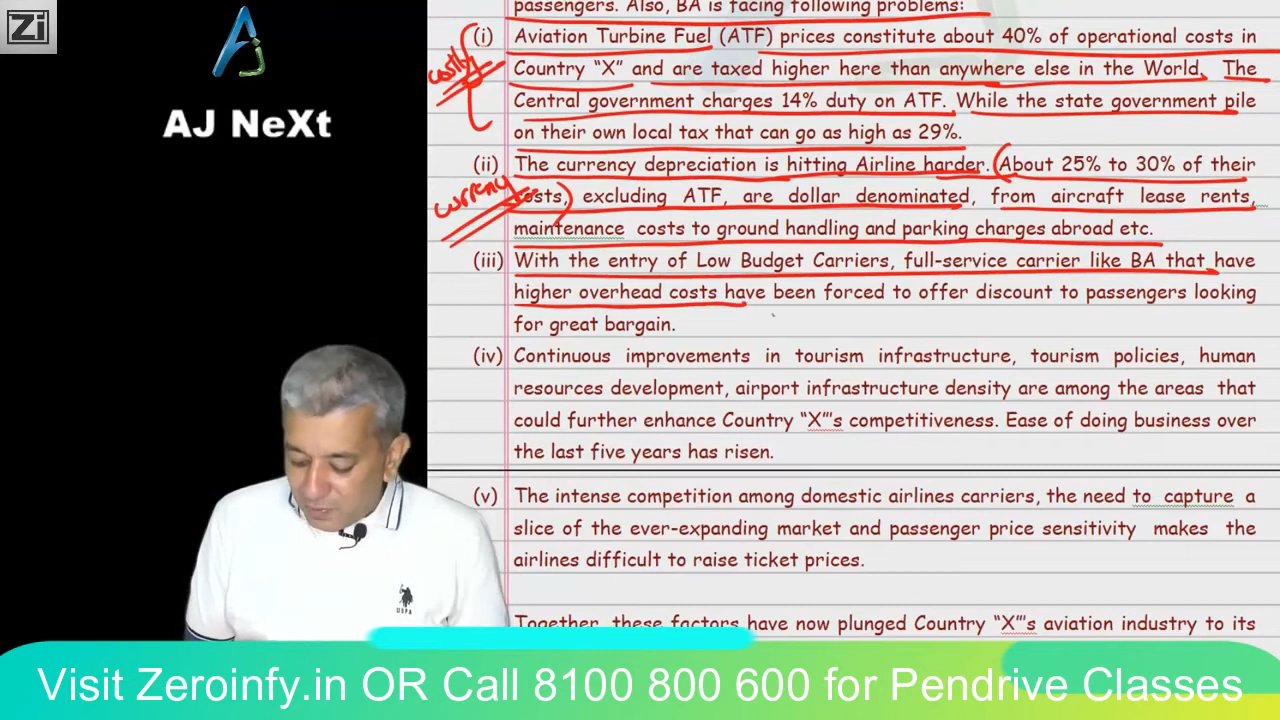 Zi
AJ NeXt
passengers. Also, BA is facing following problems:
(i) Aviation Turbine Fuel (ATF) prices constitute about 40% of operational costs in
costly
Country “X” and are taxed higher here than anywhere else in the World. The
Central government charges 14% duty on ATF. While the state government pile
on their own local tax that can go as high as 29%.
(ii) The currency depreciation is hitting Airline harder. About 25% to 30% of their
currency
costs, excluding ATF, are dollar denominated, from aircraft lease rents,
maintenance costs to ground handling and parking charges abroad etc.
(iii) With the entry of Low Budget Carriers, full-service carrier like BA that have
higher overhead costs have been forced to offer discount to passengers looking
for great bargain.
(iv) Continuous improvements in tourism infrastructure, tourism policies, human
resources development, airport infrastructure density are among the areas that
could further enhance Country “X”'s competitiveness. Ease of doing business over
the last five years has risen.
(v) The intense competition among domestic airlines carriers, the need to capture a
slice of the ever-expanding market and passenger price sensitivity makes the
airlines difficult to raise ticket prices.
USPA
Together, these factors have now plunged Country “X”'s aviation industry to its
Visit Zeroinfy.in OR Call 8100 800 600 for Pendrive Classes